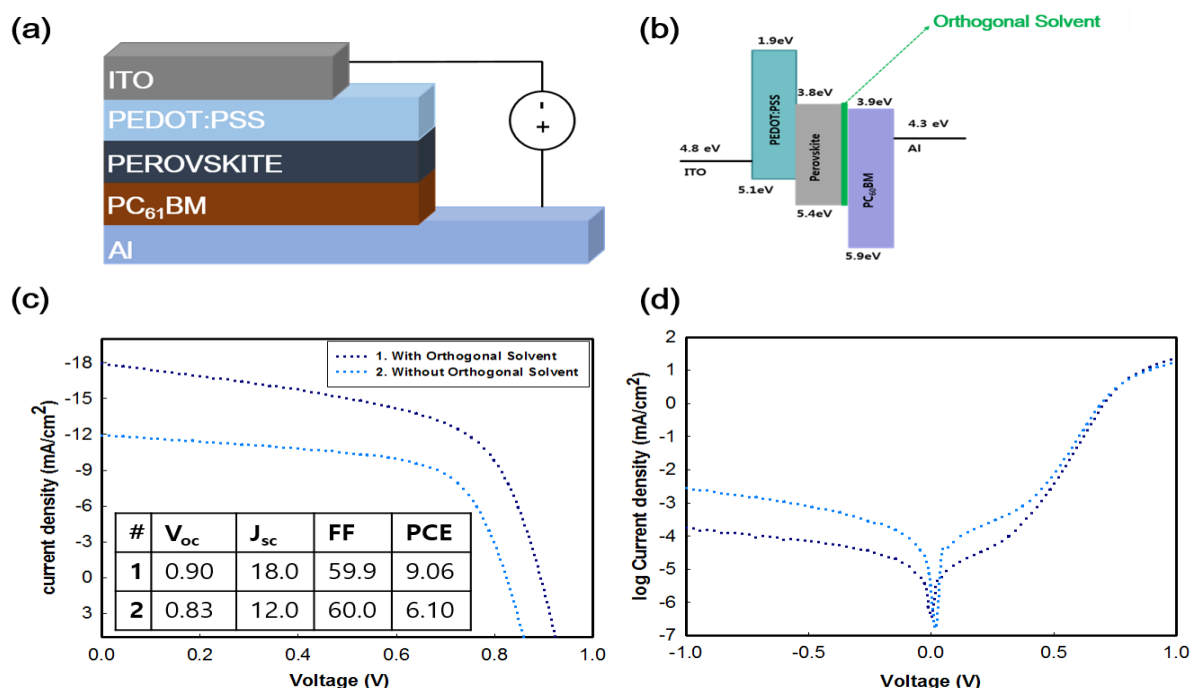 (a)
ITO
PEDOT:PSS
PEROVSKITE
PC61BM
Al
-
+
(b)
Orthogonal Solvent
1.9eV
3.8eV
3.9eV
4.3 eV
Al
4.8 eV
ITO
PEDOT:PSS
Perovskite
PC60BM
5.1eV
5.4eV
5.9eV
(c)
1. With Orthogonal Solvent
2. Without Orthogonal Solvent
current density (mA/cm2)
-18
-15
-12
-9
-6
-3
0
3
# Voc Jsc FF PCE
1 0.90 18.0 59.9 9.06
2 0.83 12.0 60.0 6.10
0.0 0.2 0.4 0.6 0.8 1.0
Voltage (V)
(d)
log Current density (mA/cm2)
2
1
0
-1
-2
-3
-4
-5
-6
-7
-1.0 -0.5 0.0 0.5 1.0
Voltage (V)